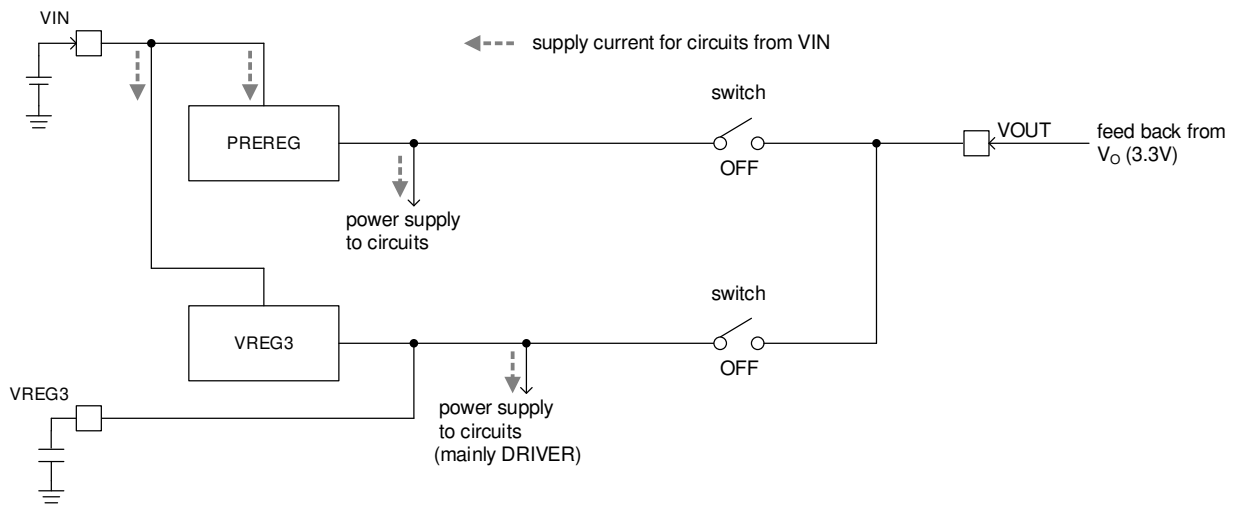 VIN
supply current for circuits from VIN
switch
PREREG
OFF
VOUT
feed back from
VO (3.3V)
power supply
to circuits
switch
VREG3
OFF
VREG3
power supply
to circuits
(mainly DRIVER)